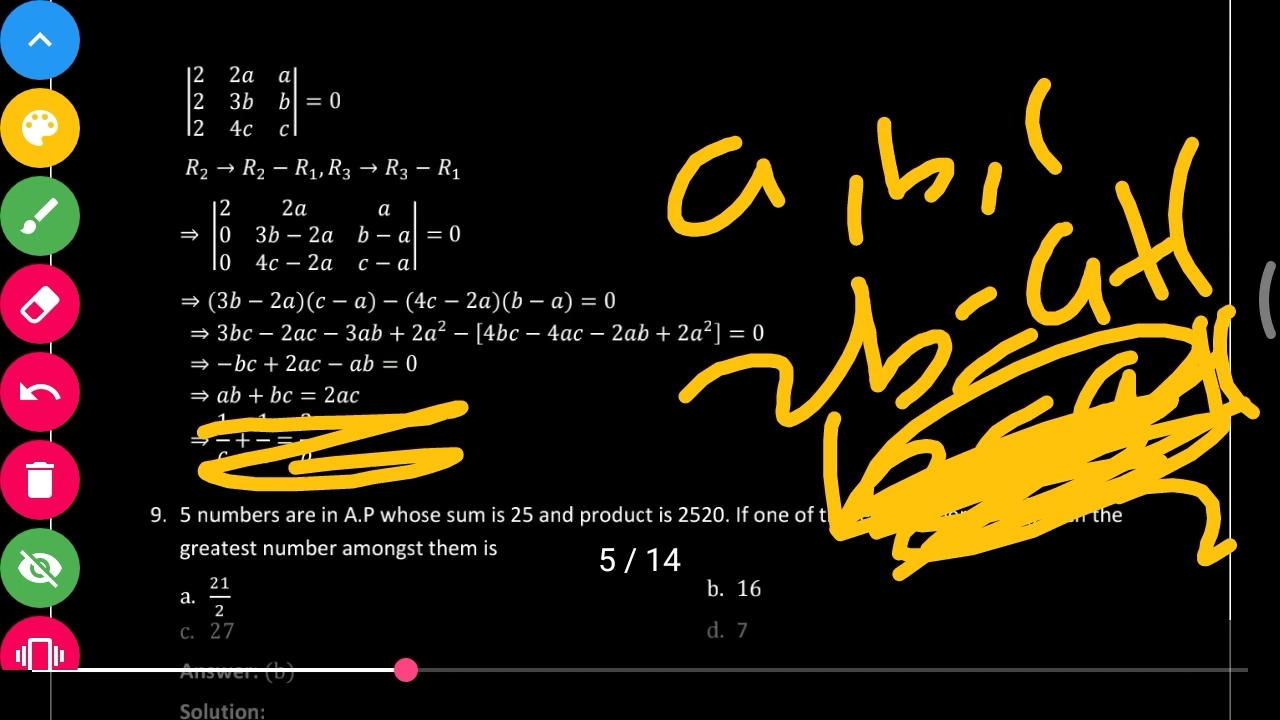 |2 2a a|
|2 3b b| = 0
|2 4c c|
R₂ → R₂ − R₁, R₃ → R₃ − R₁
⇒ |2 2a a|
|0 3b − 2a b − a| = 0
|0 4c − 2a c − a|
⇒ (3b − 2a)(c − a) − (4c − 2a)(b − a) = 0
⇒ 3bc − 2ac − 3ab + 2a² − [4bc − 4ac − 2ab + 2a²] = 0
⇒ −bc + 2ac − ab = 0
⇒ ab + bc = 2ac
a, b, c
9. 5 numbers are in A.P whose sum is 25 and product is 2520. If one of the
greatest number amongst them is
5 / 14
a. 21/2
b. 16
c. 27
d. 7
Answer: (b)
Solution: